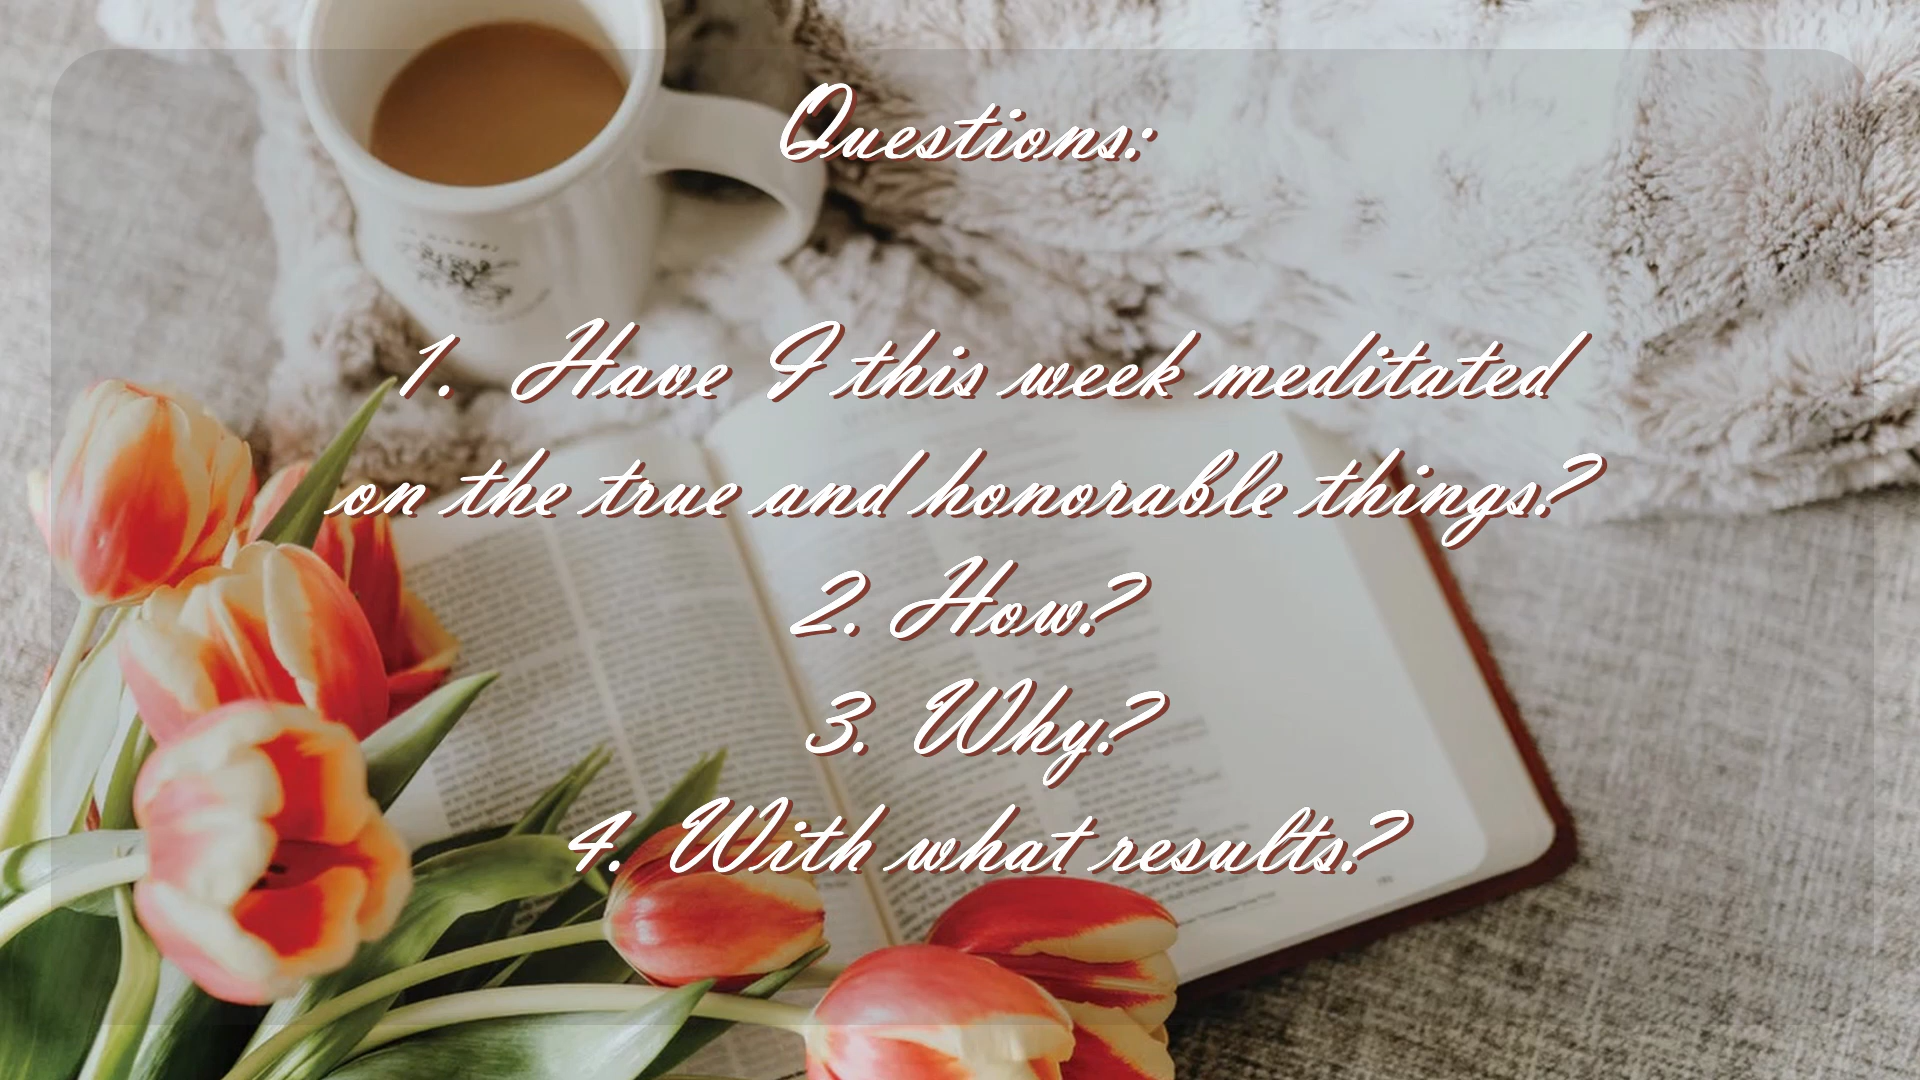 Questions:
1. Have I this week meditated
on the true and honorable things?
2. How?
3. Why?
4. With what results?